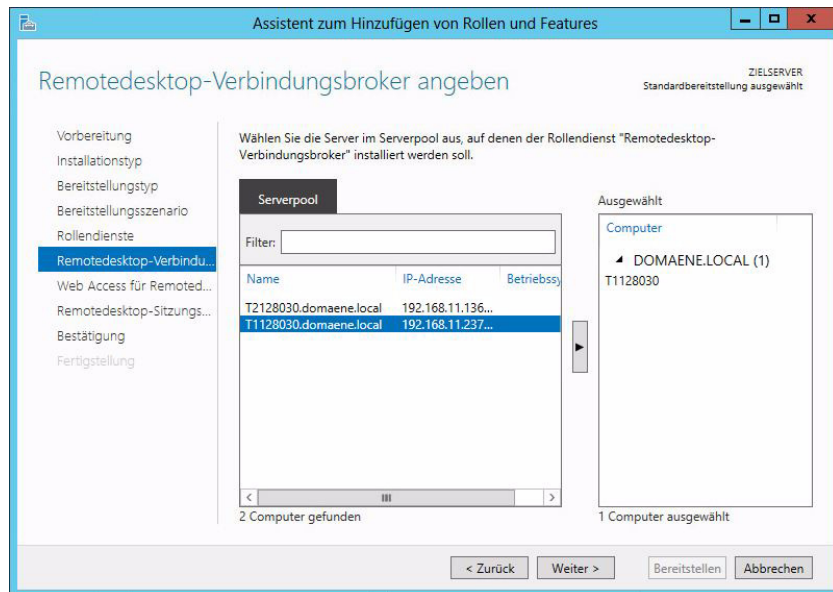 Assistent zum Hinzufügen von Rollen und Features
Remotedesktop-Verbindungsbroker angeben
ZIELSERVER
Standardbereitstellung ausgewählt
Vorbereitung
Installationstyp
Bereitstellungstyp
Bereitstellungsszenario
Rollendienste
Remotedesktop-Verbindu...
Web Access für Remoted...
Remotedesktop-Sitzungs...
Bestätigung
Fertigstellung
Wählen Sie die Server im Serverpool aus, auf denen der Rollendienst "Remotedesktop-
Verbindungsbroker" installiert werden soll.
Serverpool
Filter:
Name IP-Adresse Betriebssy
T2128030.domaene.local 192.168.11.136...
T1128030.domaene.local 192.168.11.237...
2 Computer gefunden
Ausgewählt
Computer
DOMAENE.LOCAL (1)
T1128030
1 Computer ausgewählt
< Zurück Weiter > Bereitstellen Abbrechen